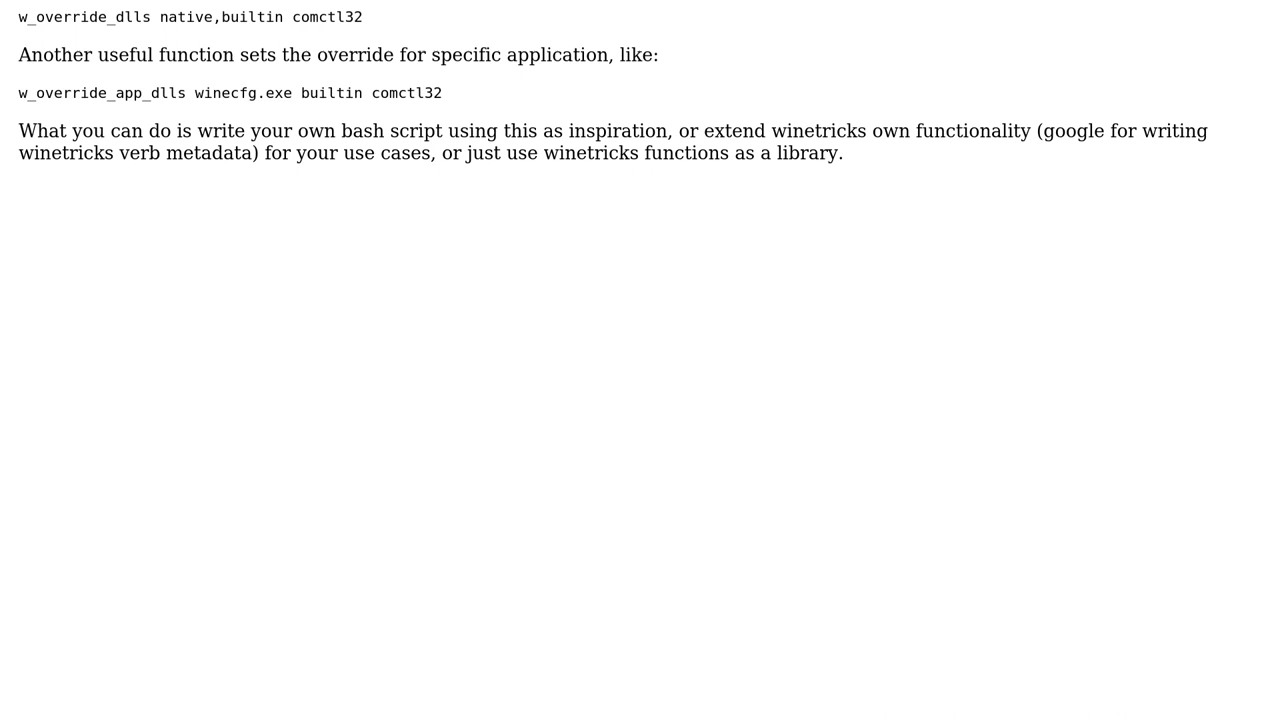 w_override_dlls native,builtin comctl32
Another useful function sets the override for specific application, like:
w_override_app_dlls winecfg.exe builtin comctl32
What you can do is write your own bash script using this as inspiration, or extend winetricks own functionality (google for writing
winetricks verb metadata) for your use cases, or just use winetricks functions as a library.